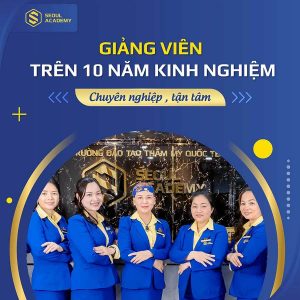 SEOUL
ACADEMY
GIẢNG VIÊN
TRÊN 10 NĂM KINH NGHIỆM
Chuyên nghiệp , tận tâm
TRƯỜNG ĐÀO TẠO THẨM MỸ QUỐC TẾ
SEOUL
ACADEMY